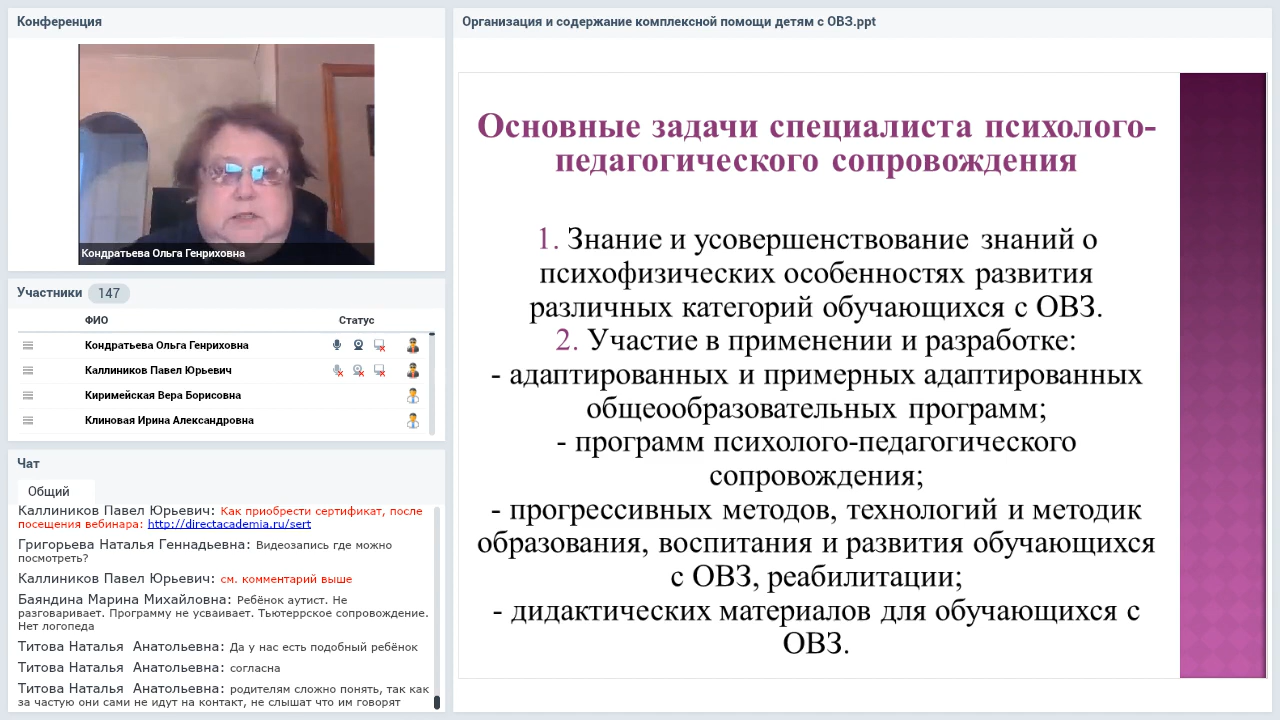 Конференция
Кондратьева Ольга Генриховна
Участники 147
ФИО Статус
Кондратьева Ольга Генриховна
Каллиников Павел Юрьевич
Киримейская Вера Борисовна
Клиновая Ирина Александровна
Чат
Общий
Каллиников Павел Юрьевич: Как приобрести сертификат, после
посещения вебинара: http://directacademia.ru/sert
Григорьева Наталья Геннадьевна: Видеозапись где можно
посмотреть?
Каллиников Павел Юрьевич: см. комментарий выше
Баяндина Марина Михайловна: Ребёнок аутист. Не
разговаривает. Программу не усваивает. Тьютеррское сопровождение.
Нет логопеда
Титова Наталья Анатольевна: Да у нас есть подобный ребёнок
Титова Наталья Анатольевна: согласна
Титова Наталья Анатольевна: родителям сложно понять, так как
за частую они сами не идут на контакт, не слышат что им говорят
Организация и содержание комплексной помощи детям с ОВЗ.ppt
Основные задачи специалиста психолого-
педагогического сопровождения
1. Знание и усовершенствование знаний о
психофизических особенностях развития
различных категорий обучающихся с ОВЗ.
2. Участие в применении и разработке:
- адаптированных и примерных адаптированных
общеообразовательных программ;
- программ психолого-педагогического
сопровождения;
- прогрессивных методов, технологий и методик
образования, воспитания и развития обучающихся
с ОВЗ, реабилитации;
- дидактических материалов для обучающихся с
ОВЗ.